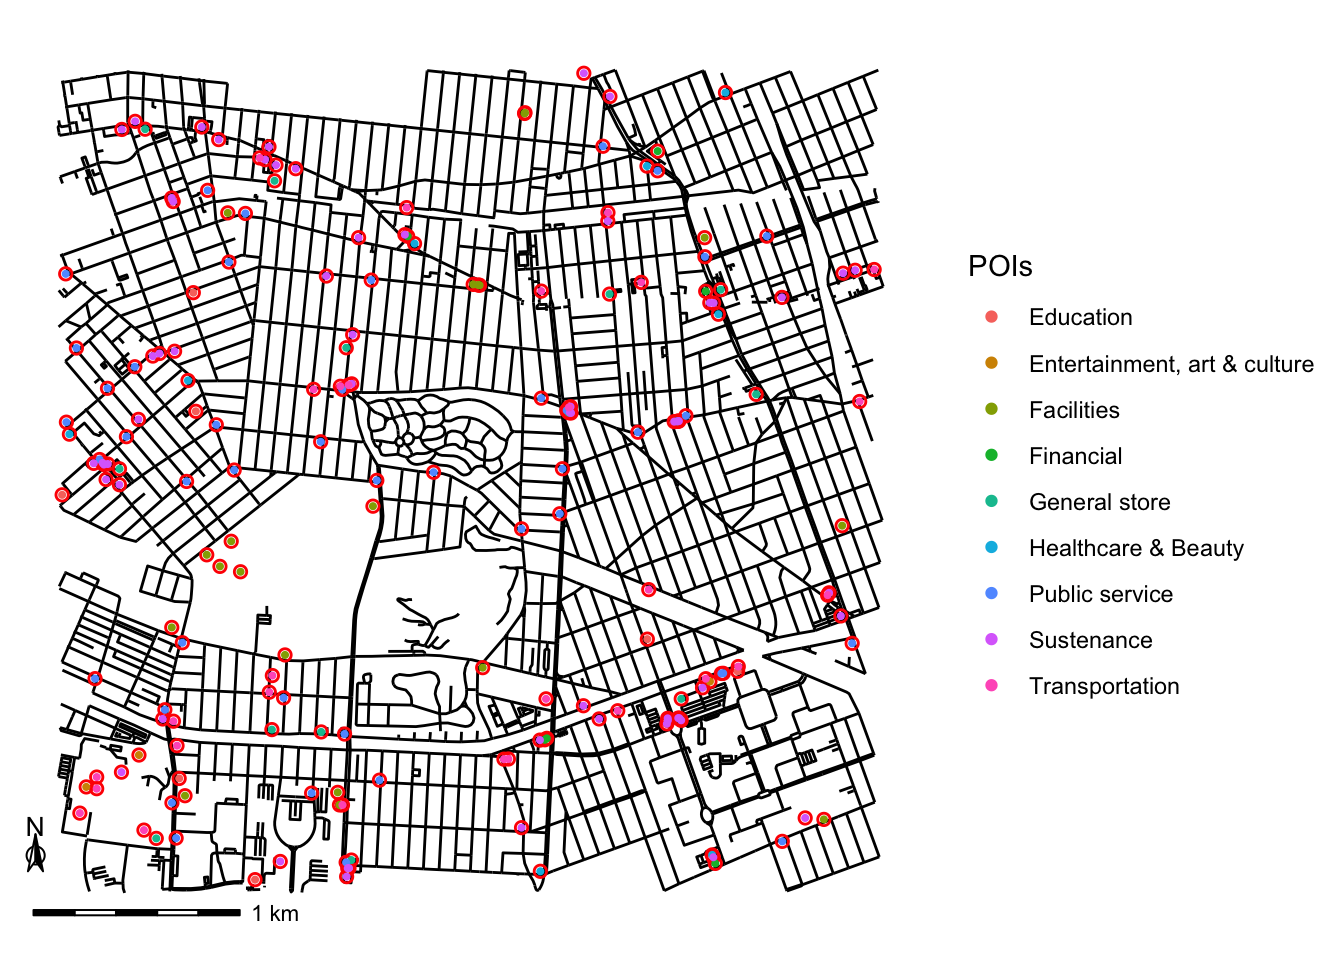 POIs
Education
Entertainment, art & culture
Facilities
Financial
General store
Healthcare & Beauty
Public service
Sustenance
Transportation
N
1 km